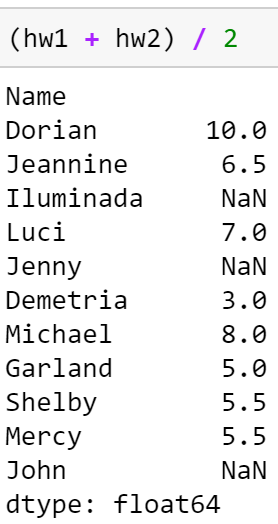 (hw1 + hw2) / 2
Name
Dorian 10.0
Jeannine 6.5
Iluminada NaN
Luci 7.0
Jenny NaN
Demetria 3.0
Michael 8.0
Garland 5.0
Shelby 5.5
Mercy 5.5
John NaN
dtype: float64